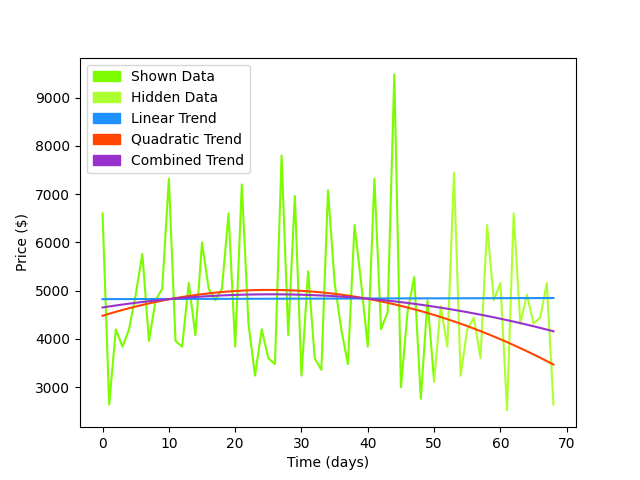 Shown Data
Hidden Data
Linear Trend
Quadratic Trend
Combined Trend
9000
8000
7000
6000
5000
4000
3000
Price ($)
0 10 20 30 40 50 60 70
Time (days)